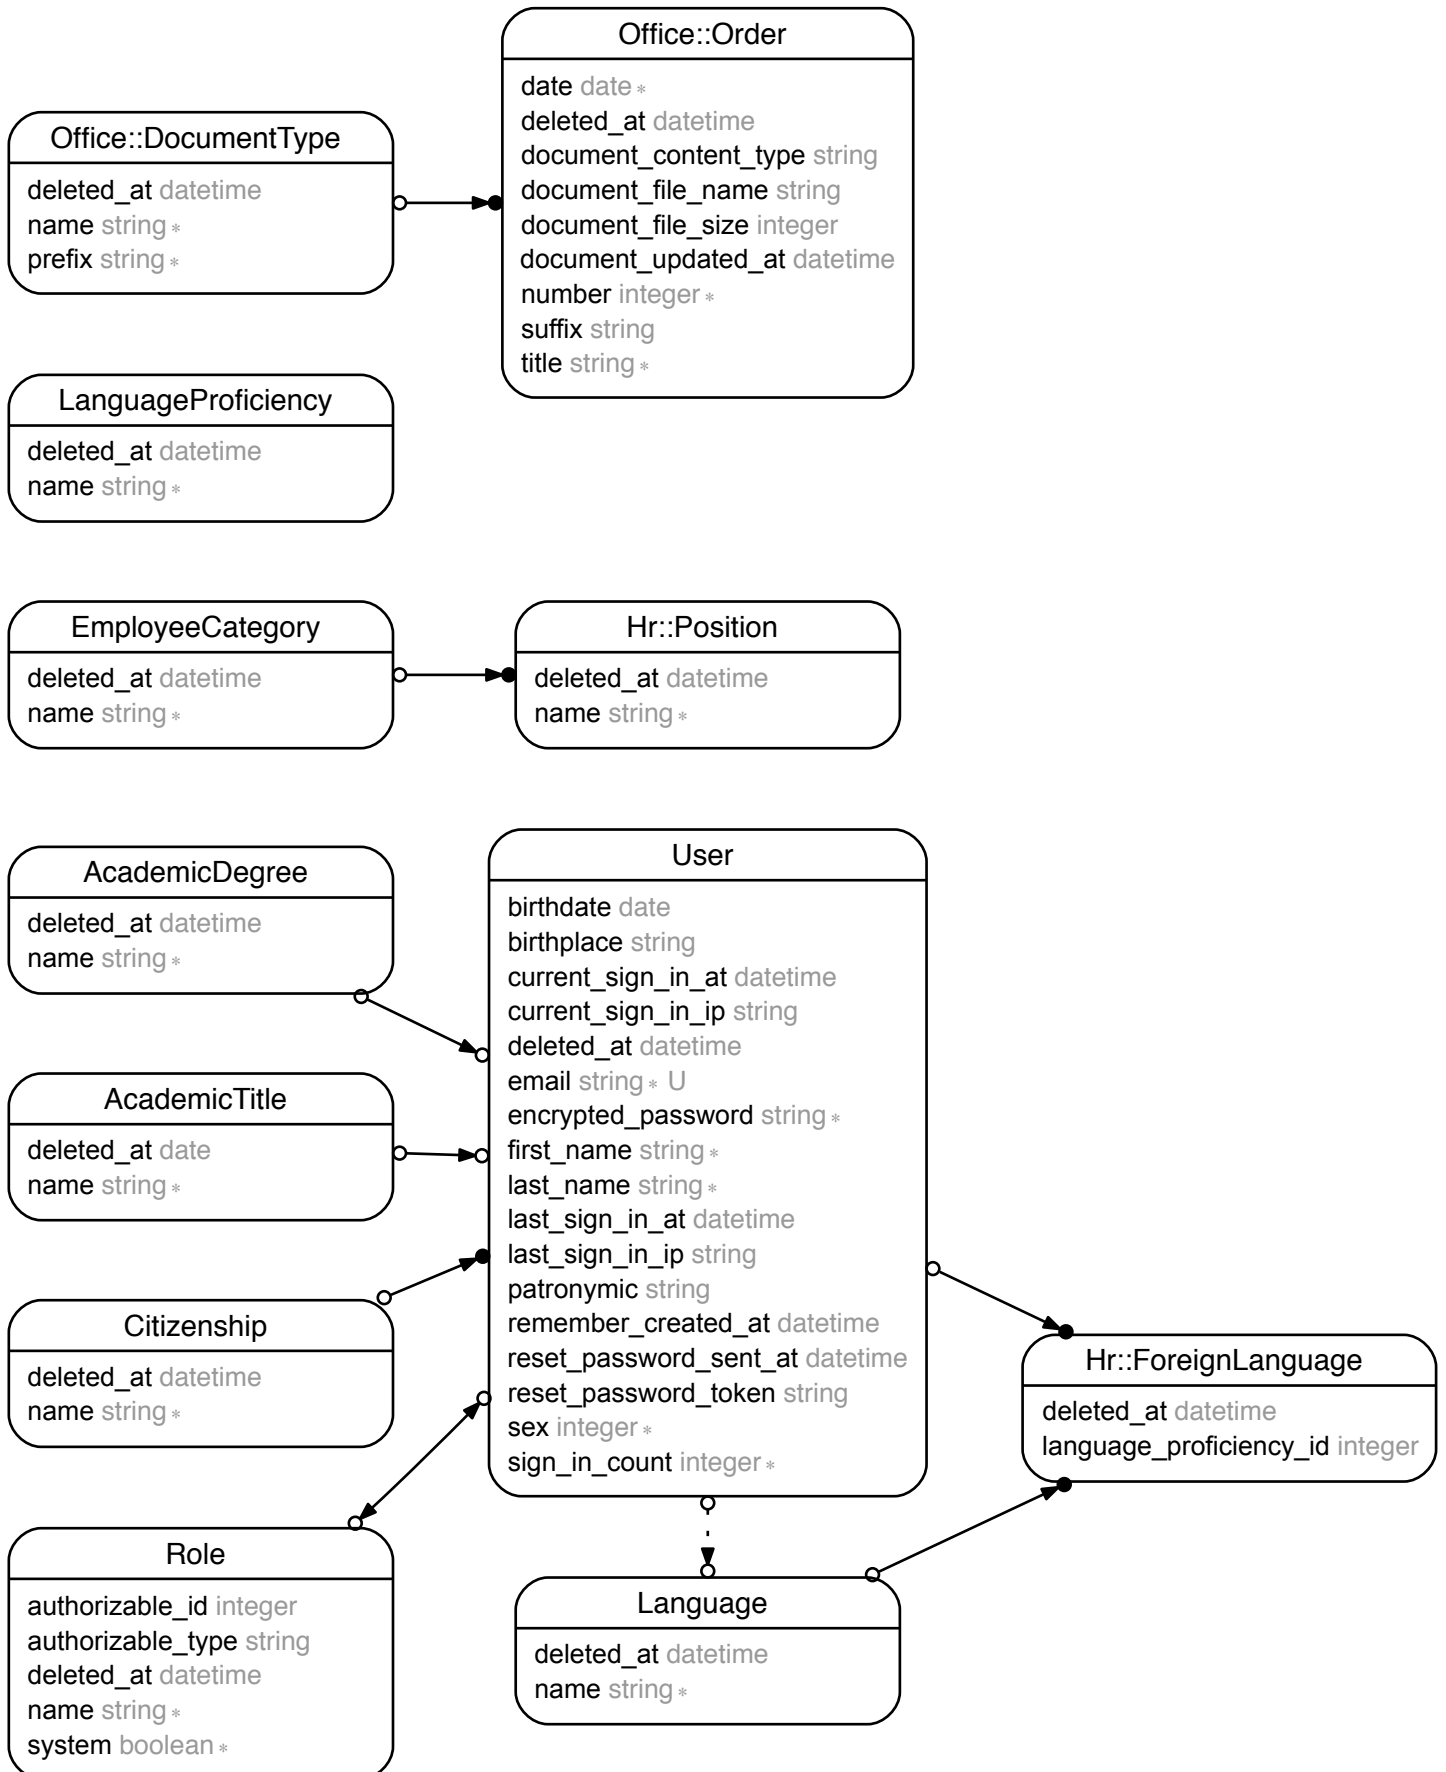 Office::Order
date date *
deleted_at datetime
document_content_type string
document_file_name string
document_file_size integer
document_updated_at datetime
number integer *
suffix string
title string *
Office::DocumentType
deleted_at datetime
name string *
prefix string *
LanguageProficiency
deleted_at datetime
name string *
EmployeeCategory
deleted_at datetime
name string *
Hr::Position
deleted_at datetime
name string *
AcademicDegree
deleted_at datetime
name string *
AcademicTitle
deleted_at date
name string *
Citizenship
deleted_at datetime
name string *
Role
authorizable_id integer
authorizable_type string
deleted_at datetime
name string *
system boolean *
User
birthdate date
birthplace string
current_sign_in_at datetime
current_sign_in_ip string
deleted_at datetime
email string * U
encrypted_password string *
first_name string *
last_name string *
last_sign_in_at datetime
last_sign_in_ip string
patronymic string
remember_created_at datetime
reset_password_sent_at datetime
reset_password_token string
sex integer *
sign_in_count integer *
Language
deleted_at datetime
name string *
Hr::ForeignLanguage
deleted_at datetime
language_proficiency_id integer